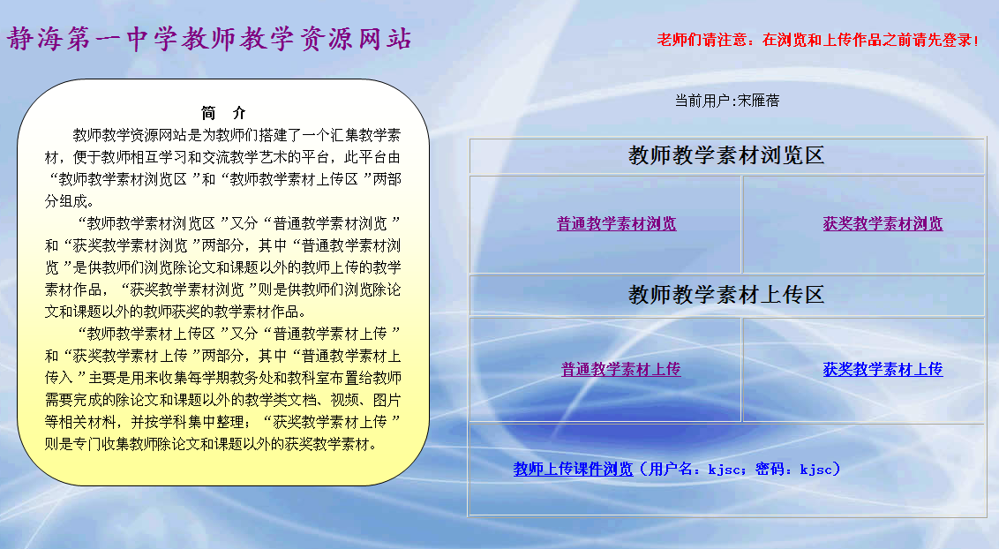 静海第一中学教师教学资源网站
老师们请注意：在浏览和上传作品之前请先登录!
当前用户:宋雁蓓
简 介
教师教学资源网站是为教师们搭建了一个汇集教学素
材，便于教师相互学习和交流教学艺术的平台，此平台由
“教师教学素材浏览区”和“教师教学素材上传区”两部
分组成。
“教师教学素材浏览区”又分“普通教学素材浏览”
和“获奖教学素材浏览”两部分，其中“普通教学素材浏
览”是供教师们浏览除论文和课题以外的教师上传的教学
素材作品，“获奖教学素材浏览”则是供教师们浏览除论
文和课题以外的教师获奖的教学素材作品。
“教师教学素材上传区”又分“普通教学素材上传”
和“获奖教学素材上传”两部分，其中“普通教学素材上
传入”主要是用来收集每学期教务处和教科室布置给教师
需要完成的除论文和课题以外的教学类文档、视频、图片
等相关材料，并按学科集中整理；“获奖教学素材上传”
则是专门收集教师除论文和课题以外的获奖教学素材。
教师教学素材浏览区
普通教学素材浏览 获奖教学素材浏览
教师教学素材上传区
普通教学素材上传 获奖教学素材上传
教师上传课件浏览（用户名：kjsc；密码：kjsc）